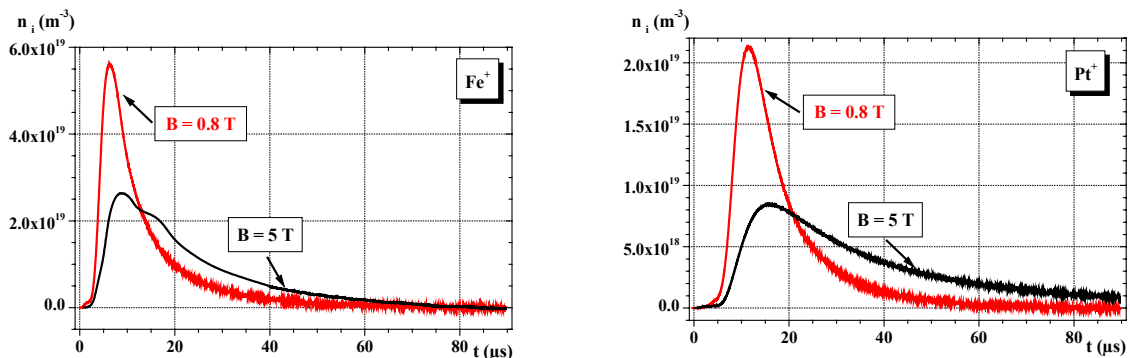 n i (m-3)
6.0x1019
4.0x1019
2.0x1019
0.0
0 20 40 60 80
t (µs)
Fe+
B = 0.8 T
B = 5 T
n i (m-3)
2.0x1019
1.5x1019
1.0x1019
5.0x1018
0.0
0 20 40 60 80
t (µs)
Pt+
B = 0.8 T
B = 5 T